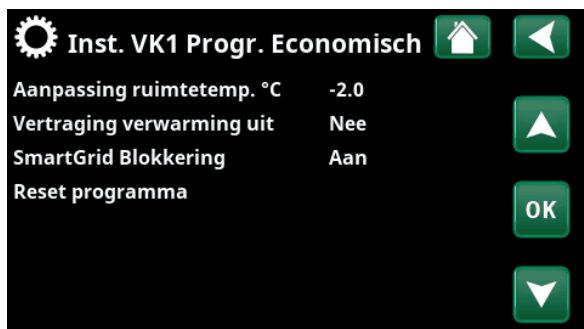 Inst. VK1 Progr. Economisch
Aanpassing ruimtetemp. °C -2.0
Vertraging verwarming uit Nee
SmartGrid Blokkering Aan
Reset programma
OK